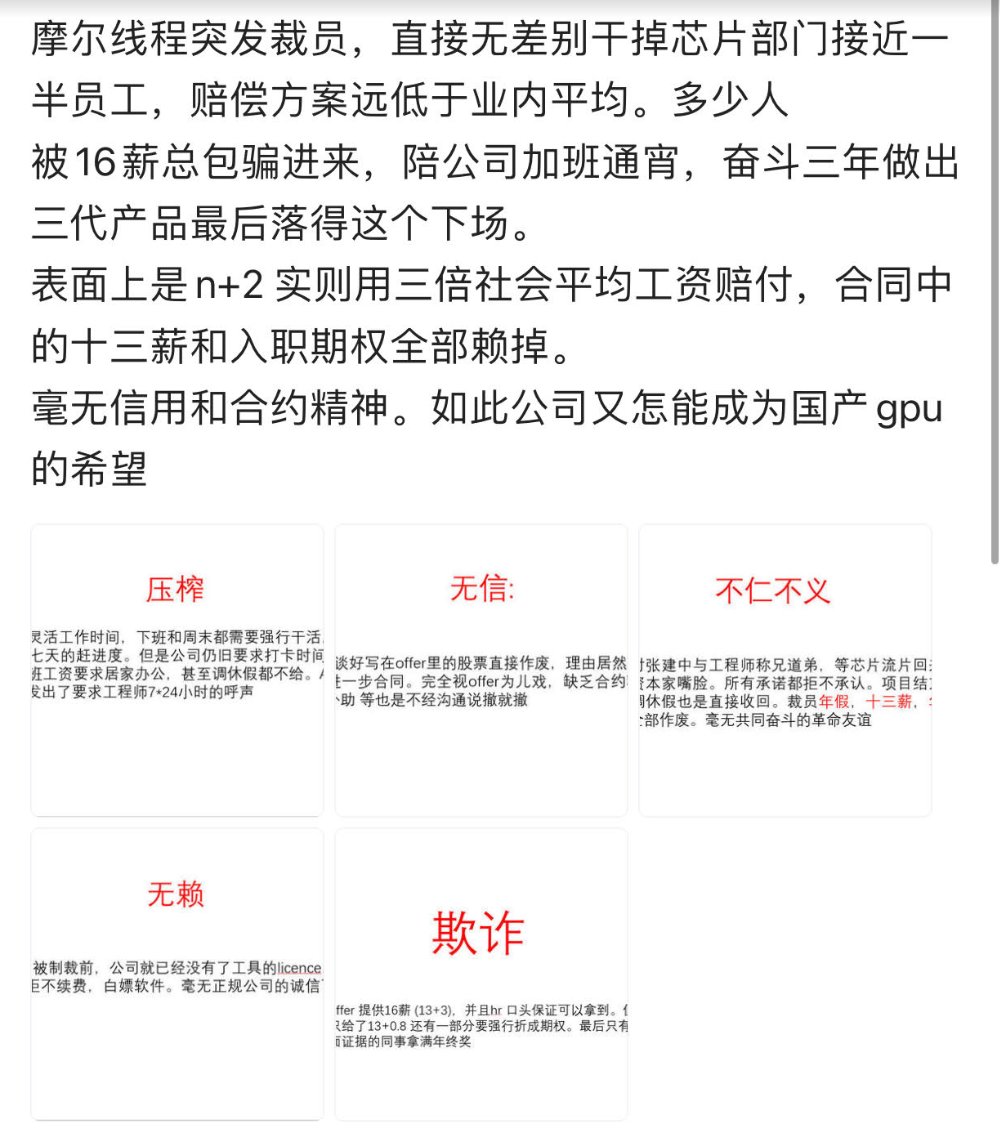 摩尔线程突发裁员，直接无差别干掉芯片部门接近一
半员工，赔偿方案远低于业内平均。多少人
被16薪总包骗进来，陪公司加班通宵，奋斗三年做出
三代产品最后落得这个下场。
表面上是n+2 实则用三倍社会平均工资赔付，合同中
的十三薪和入职期权全部赖掉。
毫无信用和合约精神。如此公司又怎能成为国产gpu
的希望
压榨
灵活工作时间，下班和周末都需要强行干活
七天的赶进度。但是公司仍旧要求打卡时间
班工资要求居家办公，甚至调休假都不给。
发出了要求工程师7*24小时的呼声
无信:
谈好写在offer里的股票直接作废，理由居然
进一步合同。完全视offer为儿戏，缺乏合约
助 等也是不经沟通说撤就撤
不仁不义
张建中与工程师称兄道弟，等芯片流片回
资本家嘴脸。所有承诺都拒不承认。项目结
调休假也是直接收回。裁员年假，十三薪，
全部作废。毫无共同奋斗的革命友谊
无赖
被制裁前，公司就已经没有了工具的licence
拒不续费，白嫖软件。毫无正规公司的诚信
欺诈
offer 提供16薪 (13+3)，并且hr 口头保证可以拿到。
只给了13+0.8 还有一部分要强行折成期权。最后只有
面证据的同事拿满年终奖